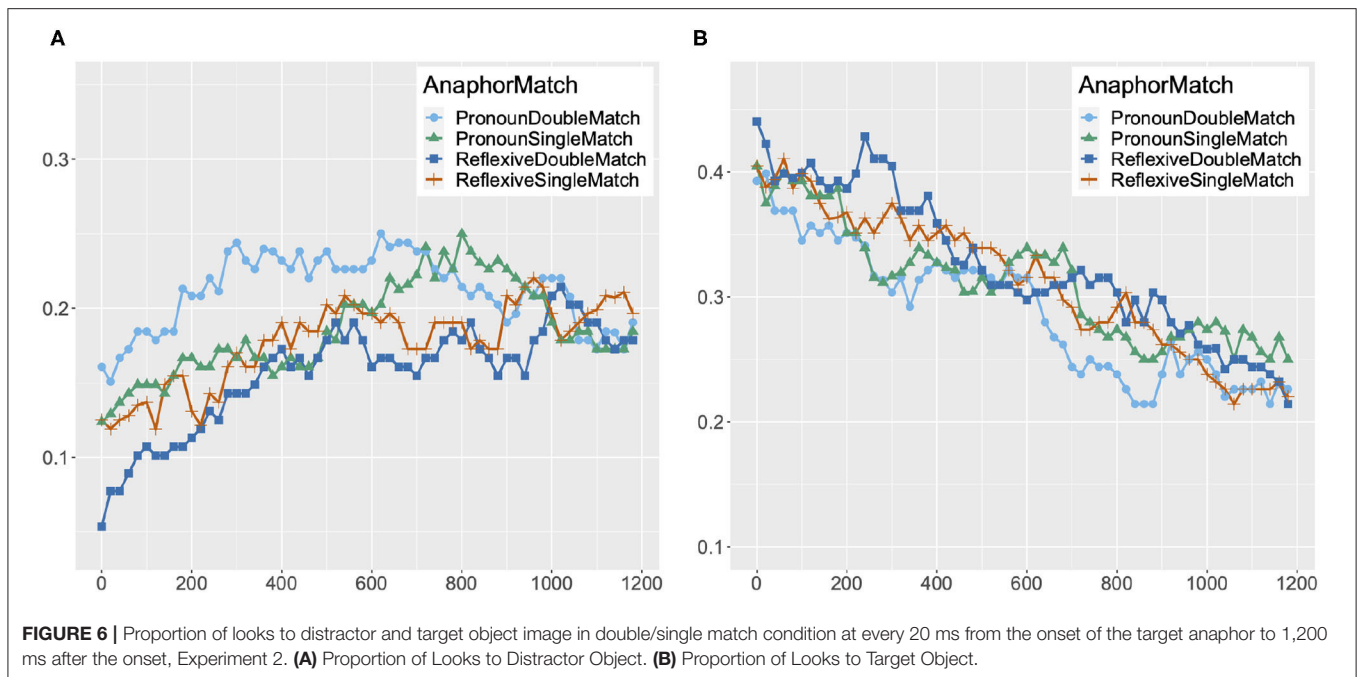 A
B
AnaphorMatch
PronounDoubleMatch
PronounSingleMatch
ReflexiveDoubleMatch
ReflexiveSingleMatch
0.3
0.2
0.1
0 200 400 600 800 1000 1200
AnaphorMatch
PronounDoubleMatch
PronounSingleMatch
ReflexiveDoubleMatch
ReflexiveSingleMatch
0.4
0.3
0.2
0.1
0 200 400 600 800 1000 1200
FIGURE 6 | Proportion of looks to distractor and target object image in double/single match condition at every 20 ms from the onset of the target anaphor to 1,200
ms after the onset, Experiment 2. (A) Proportion of Looks to Distractor Object. (B) Proportion of Looks to Target Object.